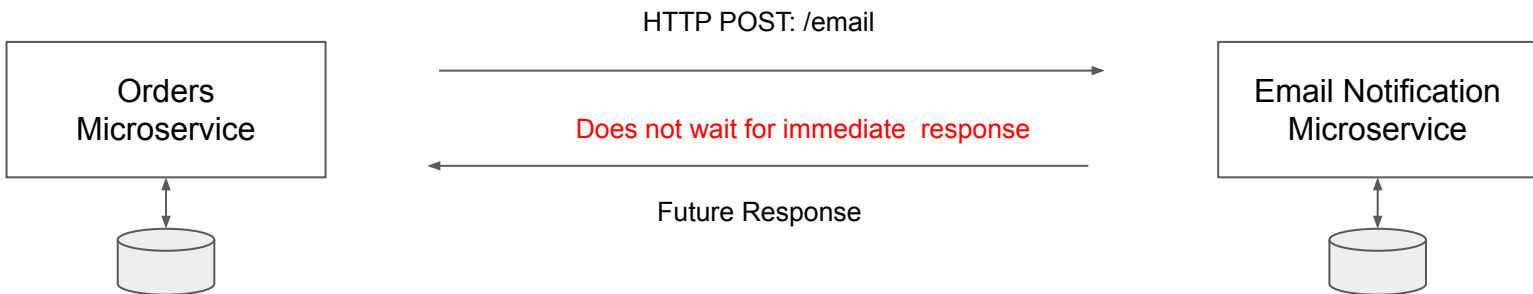 HTTP POST: /email
Orders
Microservice
Does not wait for immediate  response
Email Notification
Microservice
Future Response